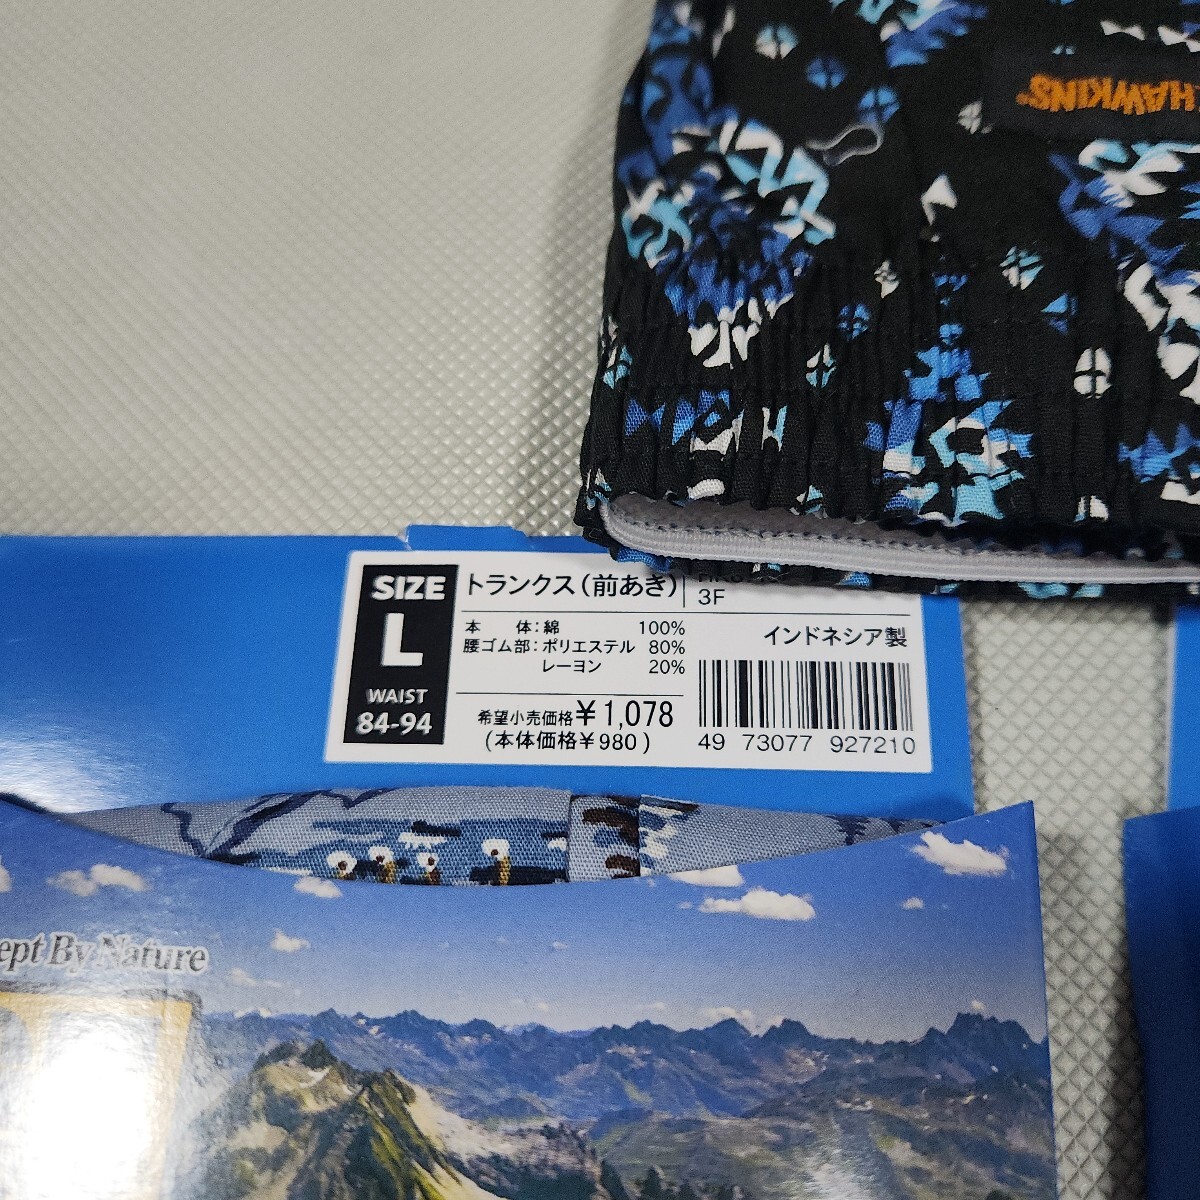 HAWKINS®
SIZE
L
WAIST
84-94
トランクス(前あき)
3F
本 体:綿 100%
腰ゴム部:ポリエステル 80%
レーヨン 20%
インドネシア製
希望小売価格¥1,078
(本体価格¥980)
49 73077 927210
ept By Nature